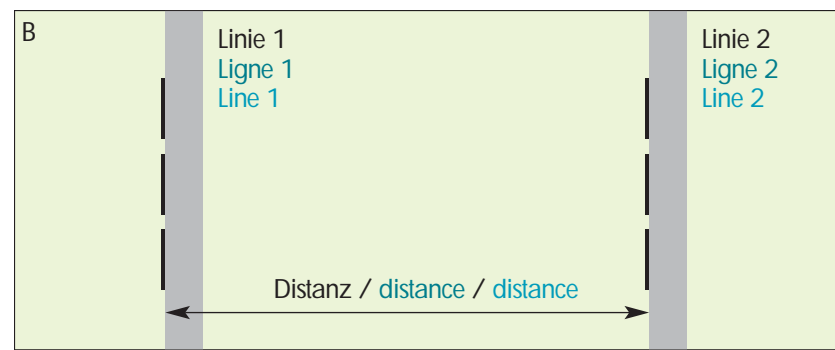 B
Linie 1
Ligne 1
Line 1
Linie 2
Ligne 2
Line 2
Distanz / distance / distance